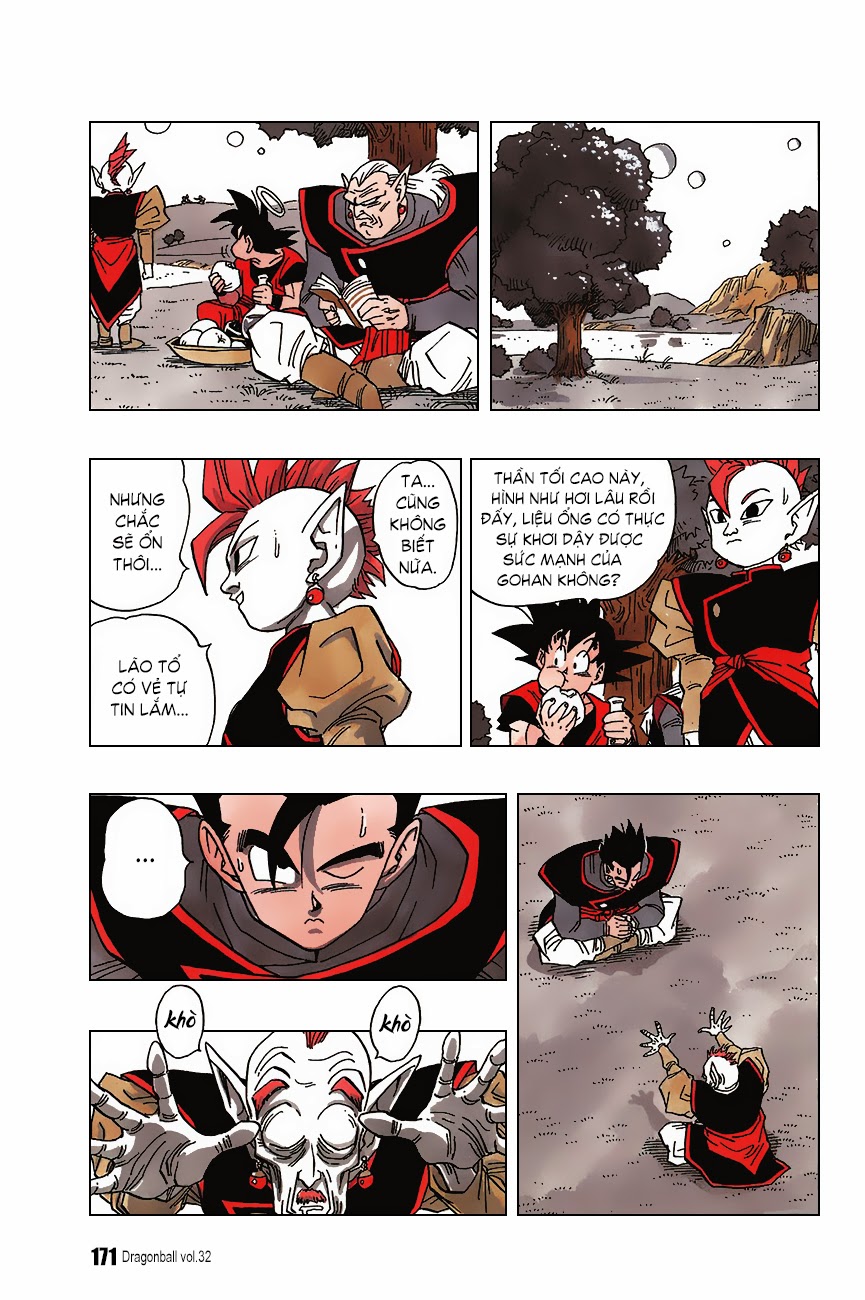 THẦN TỐI CAO NÀY,
HÌNH NHƯ HƠI LÂU RỒI
ĐẤY, LIỆU ỔNG CÓ THỰC
SỰ KHƠI DẬY ĐƯỢC
SỨC MẠNH CỦA
GOHAN KHÔNG?
TA...
CŨNG
KHÔNG
BIẾT
NỮA.
NHƯNG
CHẮC
SẼ ỔN
THÔI...
LÃO TỔ
CÓ VẺ TỰ
TIN LẮM...
...
khò
khò
171 Dragonball vol.32